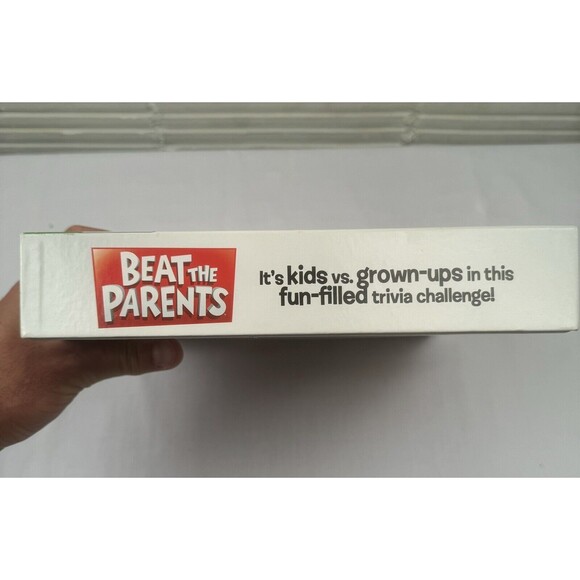 BEAT THE
PARENTS
It's kids vs. grown-ups in this
fun-filled trivia challenge!